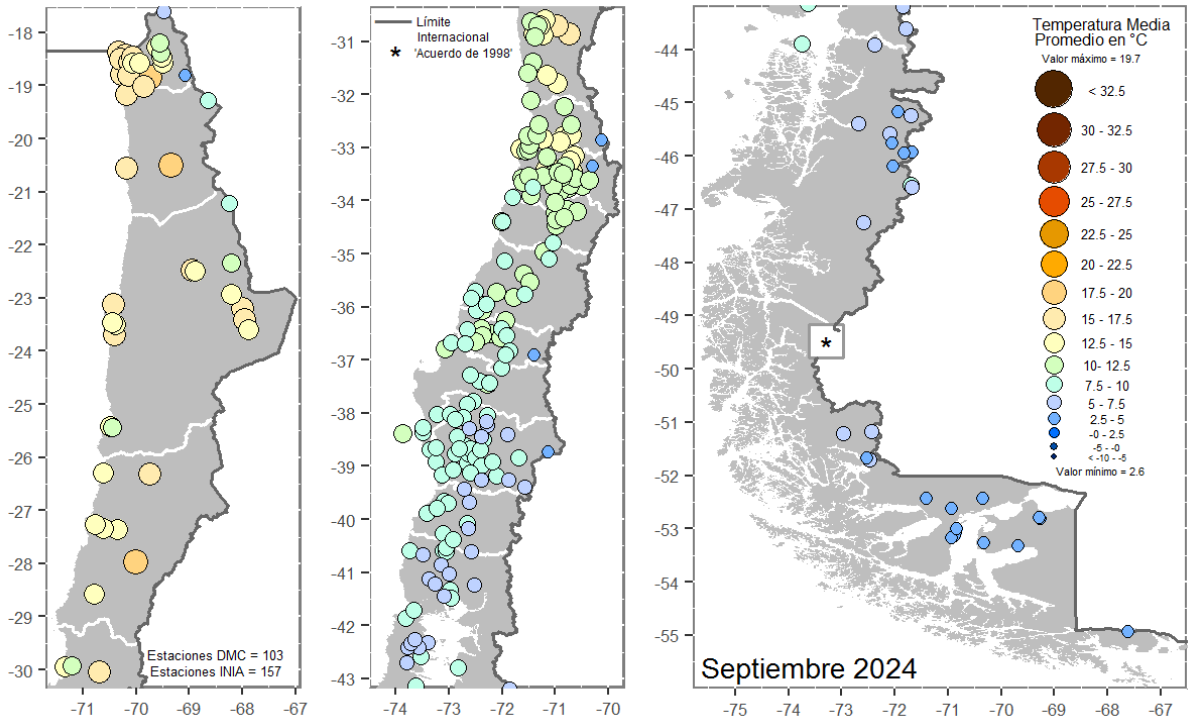 -18
-19
-20
-21
-22
-23
-24
-25
-26
-27
-28
-29
-30
-71
-70
-69
-68
-67
Estaciones DMC = 103
Estaciones INIA = 157
Límite
Internacional
* 'Acuerdo de 1998'
-31
-32
-33
-34
-35
-36
-37
-38
-39
-40
-41
-42
-43
-74
-73
-72
-71
-70
-44
-45
-46
-47
-48
-49
-50
-51
-52
-53
-54
-55
-75
-74
-73
-72
-71
-70
-69
-68
-67
*
Septiembre 2024
Temperatura Media
Promedio en °C
Valor máximo = 19.7
< 32.5
30 - 32.5
27.5 - 30
25 - 27.5
22.5 - 25
20 - 22.5
17.5 - 20
15 - 17.5
12.5 - 15
10- 12.5
7.5 - 10
5 - 7.5
2.5 - 5
-0 - 2.5
-5 - -0
< -10 - -5
Valor mínimo = 2.6